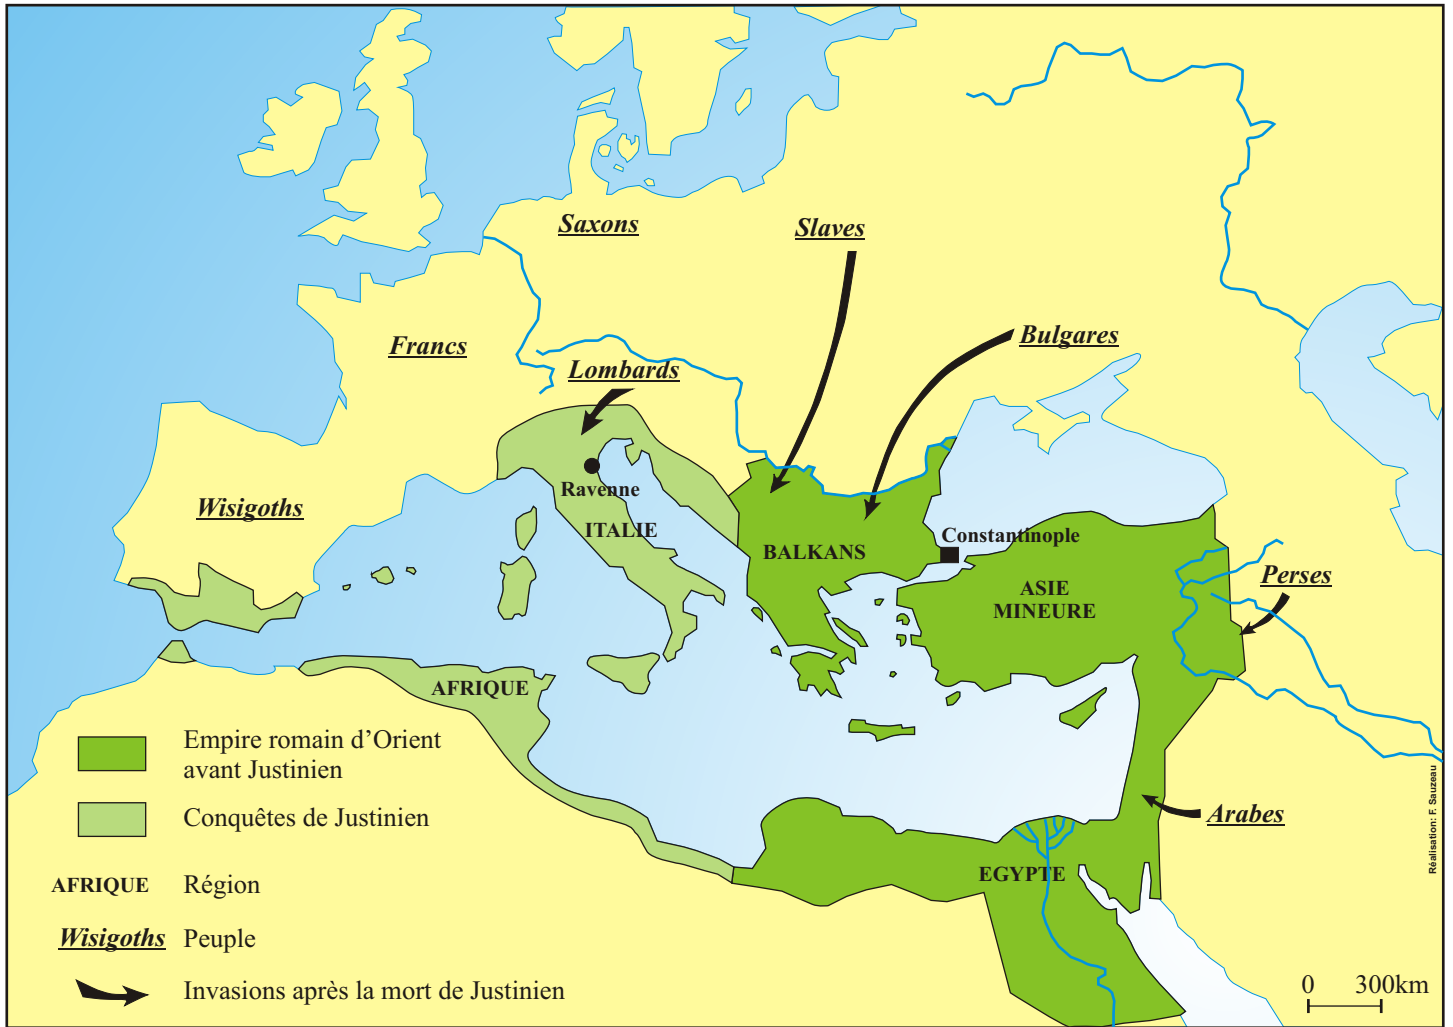 Saxons
Slaves
Bulgares
Francs
Lombards
Wisigoths
Ravenne
ITALIE
BALKANS
Constantinople
ASIE
MINEURE
Perses
AFRIQUE
Arabes
EGYPTE
Empire romain d’Orient
avant Justinien
Conquêtes de Justinien
AFRIQUE Région
Wisigoths Peuple
Invasions après la mort de Justinien
0 300km
Réalisation: F. Sauzeau